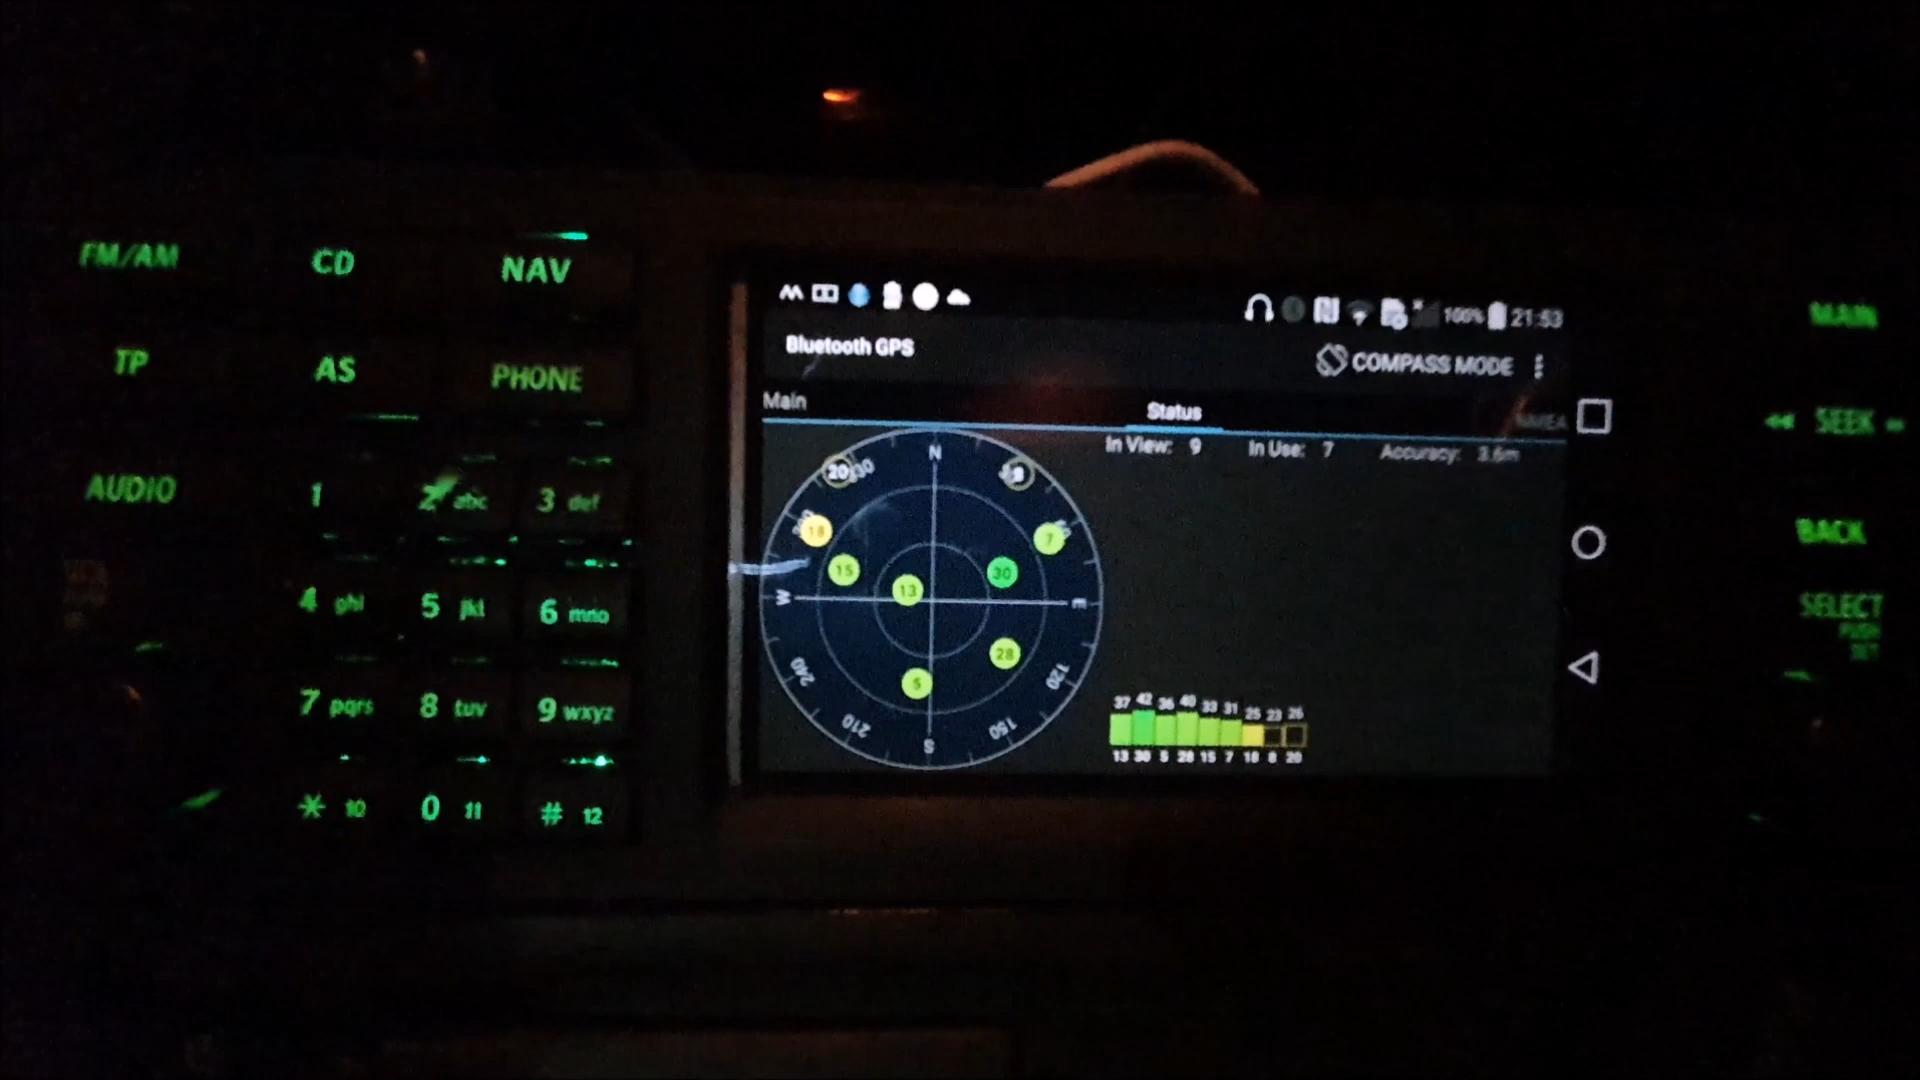 FM/AM CD NAV
TP AS PHONE
AUDIO
1 2 abc 3 def
4 ghi 5 jkl 6 mno
7 pqrs 8 tuv 9 wxyz
* 10 0 11 # 12
100% 21:53
Bluetooth GPS COMPASS MODE
Main Status NMEA
In View: 9 In Use: 7 Accuracy: 3.6m
N
20
18
7
15
30
13
W E
28
5
240 120
210 150
S
37 42 36 40 33 31 25 23 26
13 30 5 28 15 7 18 8 20
MAIN
SEEK
BACK
SELECT
PUSH
SET